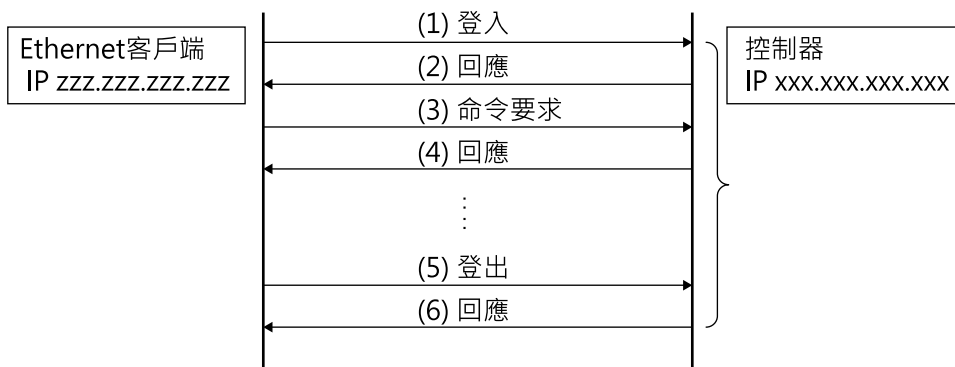 (1) 登入
Ethernet客戶端
IP zzz.zzz.zzz.zzz
控制器
IP xxx.xxx.xxx.xxx
(2) 回應
(3) 命令要求
(4) 回應
(5) 登出
(6) 回應